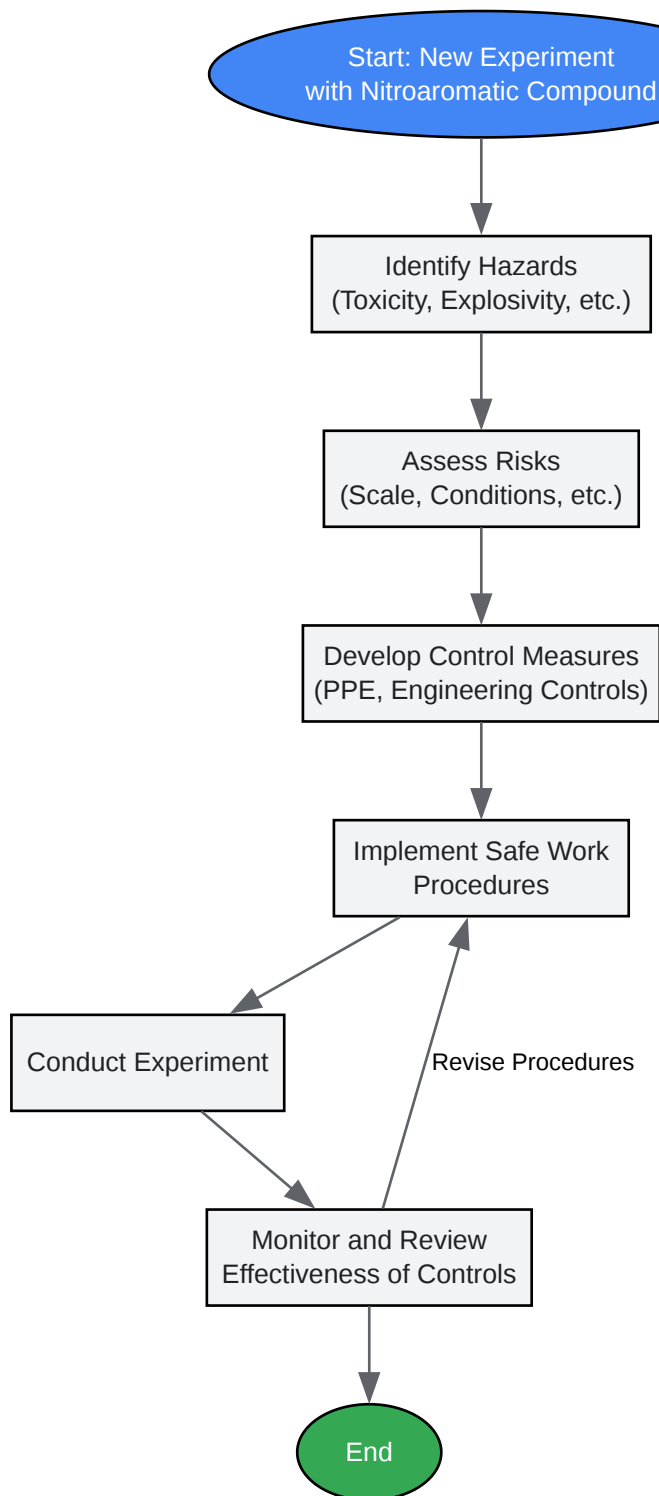 Start: New Experiment
with Nitroaromatic Compound
Identify Hazards
(Toxicity, Explosivity, etc.)
Assess Risks
(Scale, Conditions, etc.)
Develop Control Measures
(PPE, Engineering Controls)
Implement Safe Work
Procedures
Conduct Experiment
Revise Procedures
Monitor and Review
Effectiveness of Controls
End